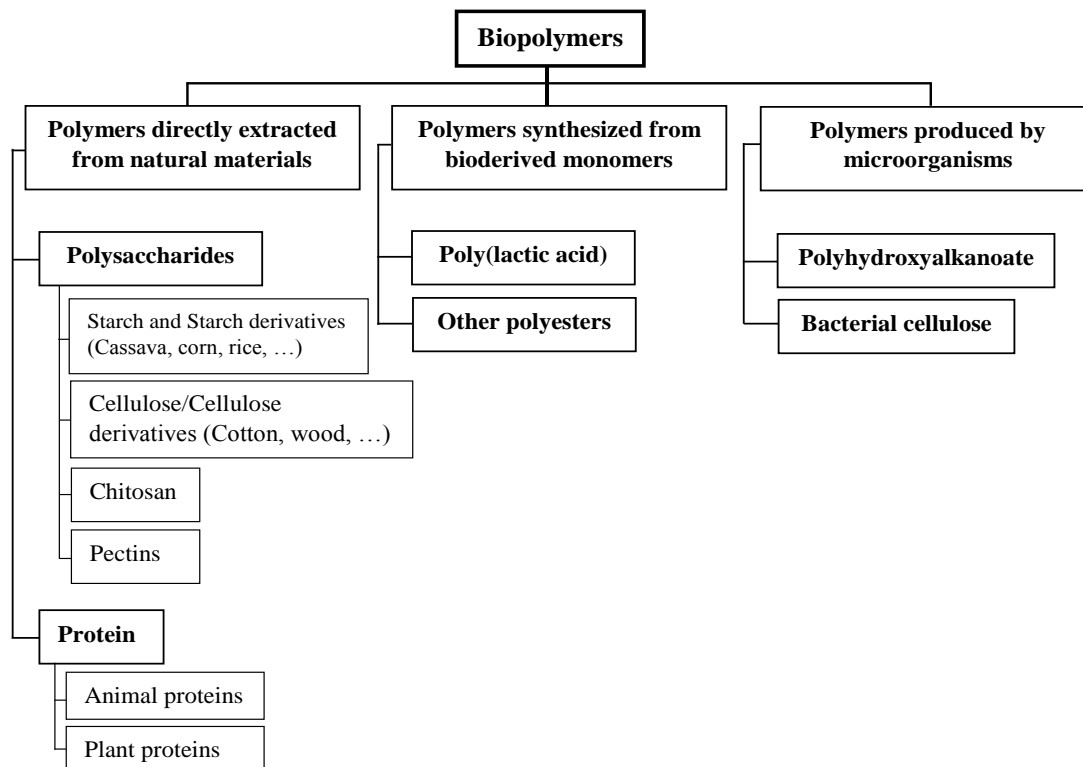 Biopolymers
Polymers directly extracted
from natural materials
Polysaccharides
Starch and Starch derivatives
(Cassava, corn, rice, …)
Cellulose/Cellulose
derivatives (Cotton, wood, …)
Chitosan
Pectins
Protein
Animal proteins
Plant proteins
Polymers synthesized from
bioderived monomers
Poly(lactic acid)
Other polyesters
Polymers produced by
microorganisms
Polyhydroxyalkanoate
Bacterial cellulose